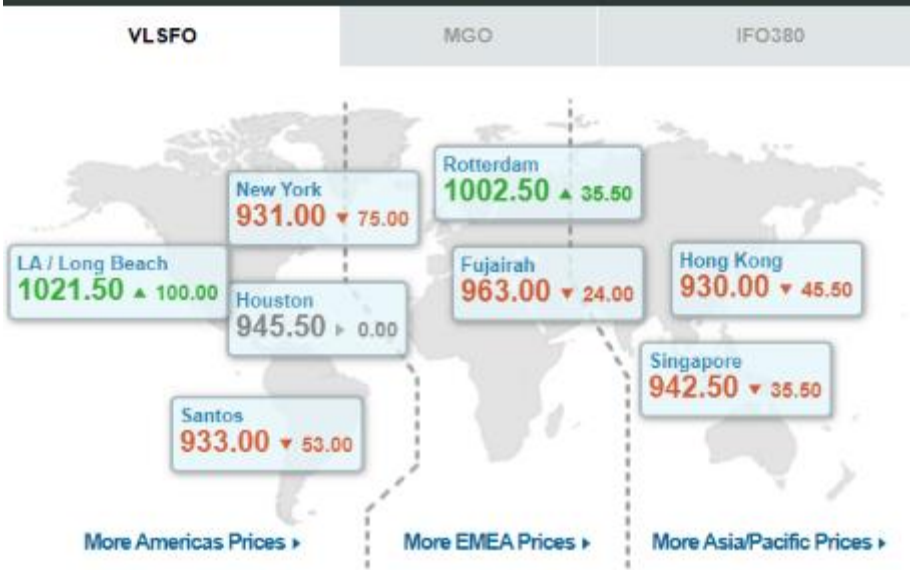 VLSFO
MGO
IFO380
Rotterdam
1002.50 ▲ 35.50
New York
931.00 ▼ 75.00
LA / Long Beach
1021.50 ▲ 100.00
Fujairah
963.00 ▼ 24.00
Hong Kong
930.00 ▼ 45.50
Houston
945.50 ▶ 0.00
Singapore
942.50 ▼ 35.50
Santos
933.00 ▼ 53.00
More Americas Prices ▸
More EMEA Prices ▸
More Asia/Pacific Prices ▸